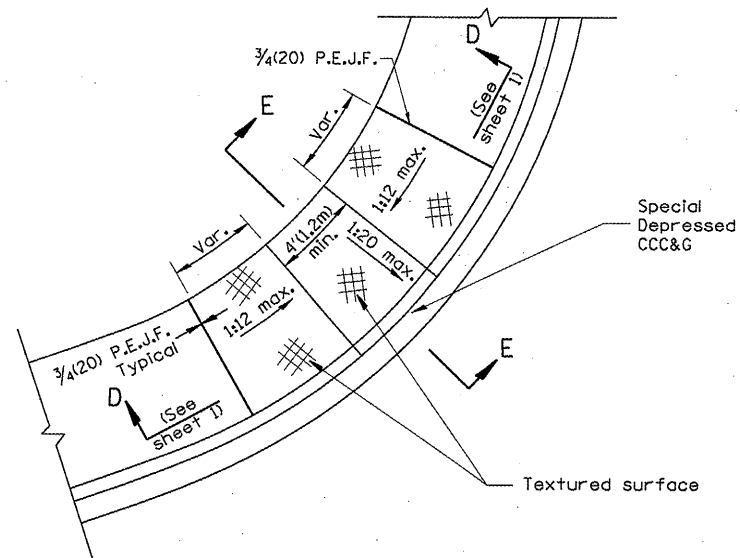 D
¾(20) P.E.J.F.
(See
sheet 1)
E
Var.
1:12 max.
Special
Depressed
CCC&G
4'(1.2m)
min.
1:20 max.
Var.
1:12 max.
¾(20) P.E.J.F.
Typical
E
D
(See
sheet 1)
Textured surface